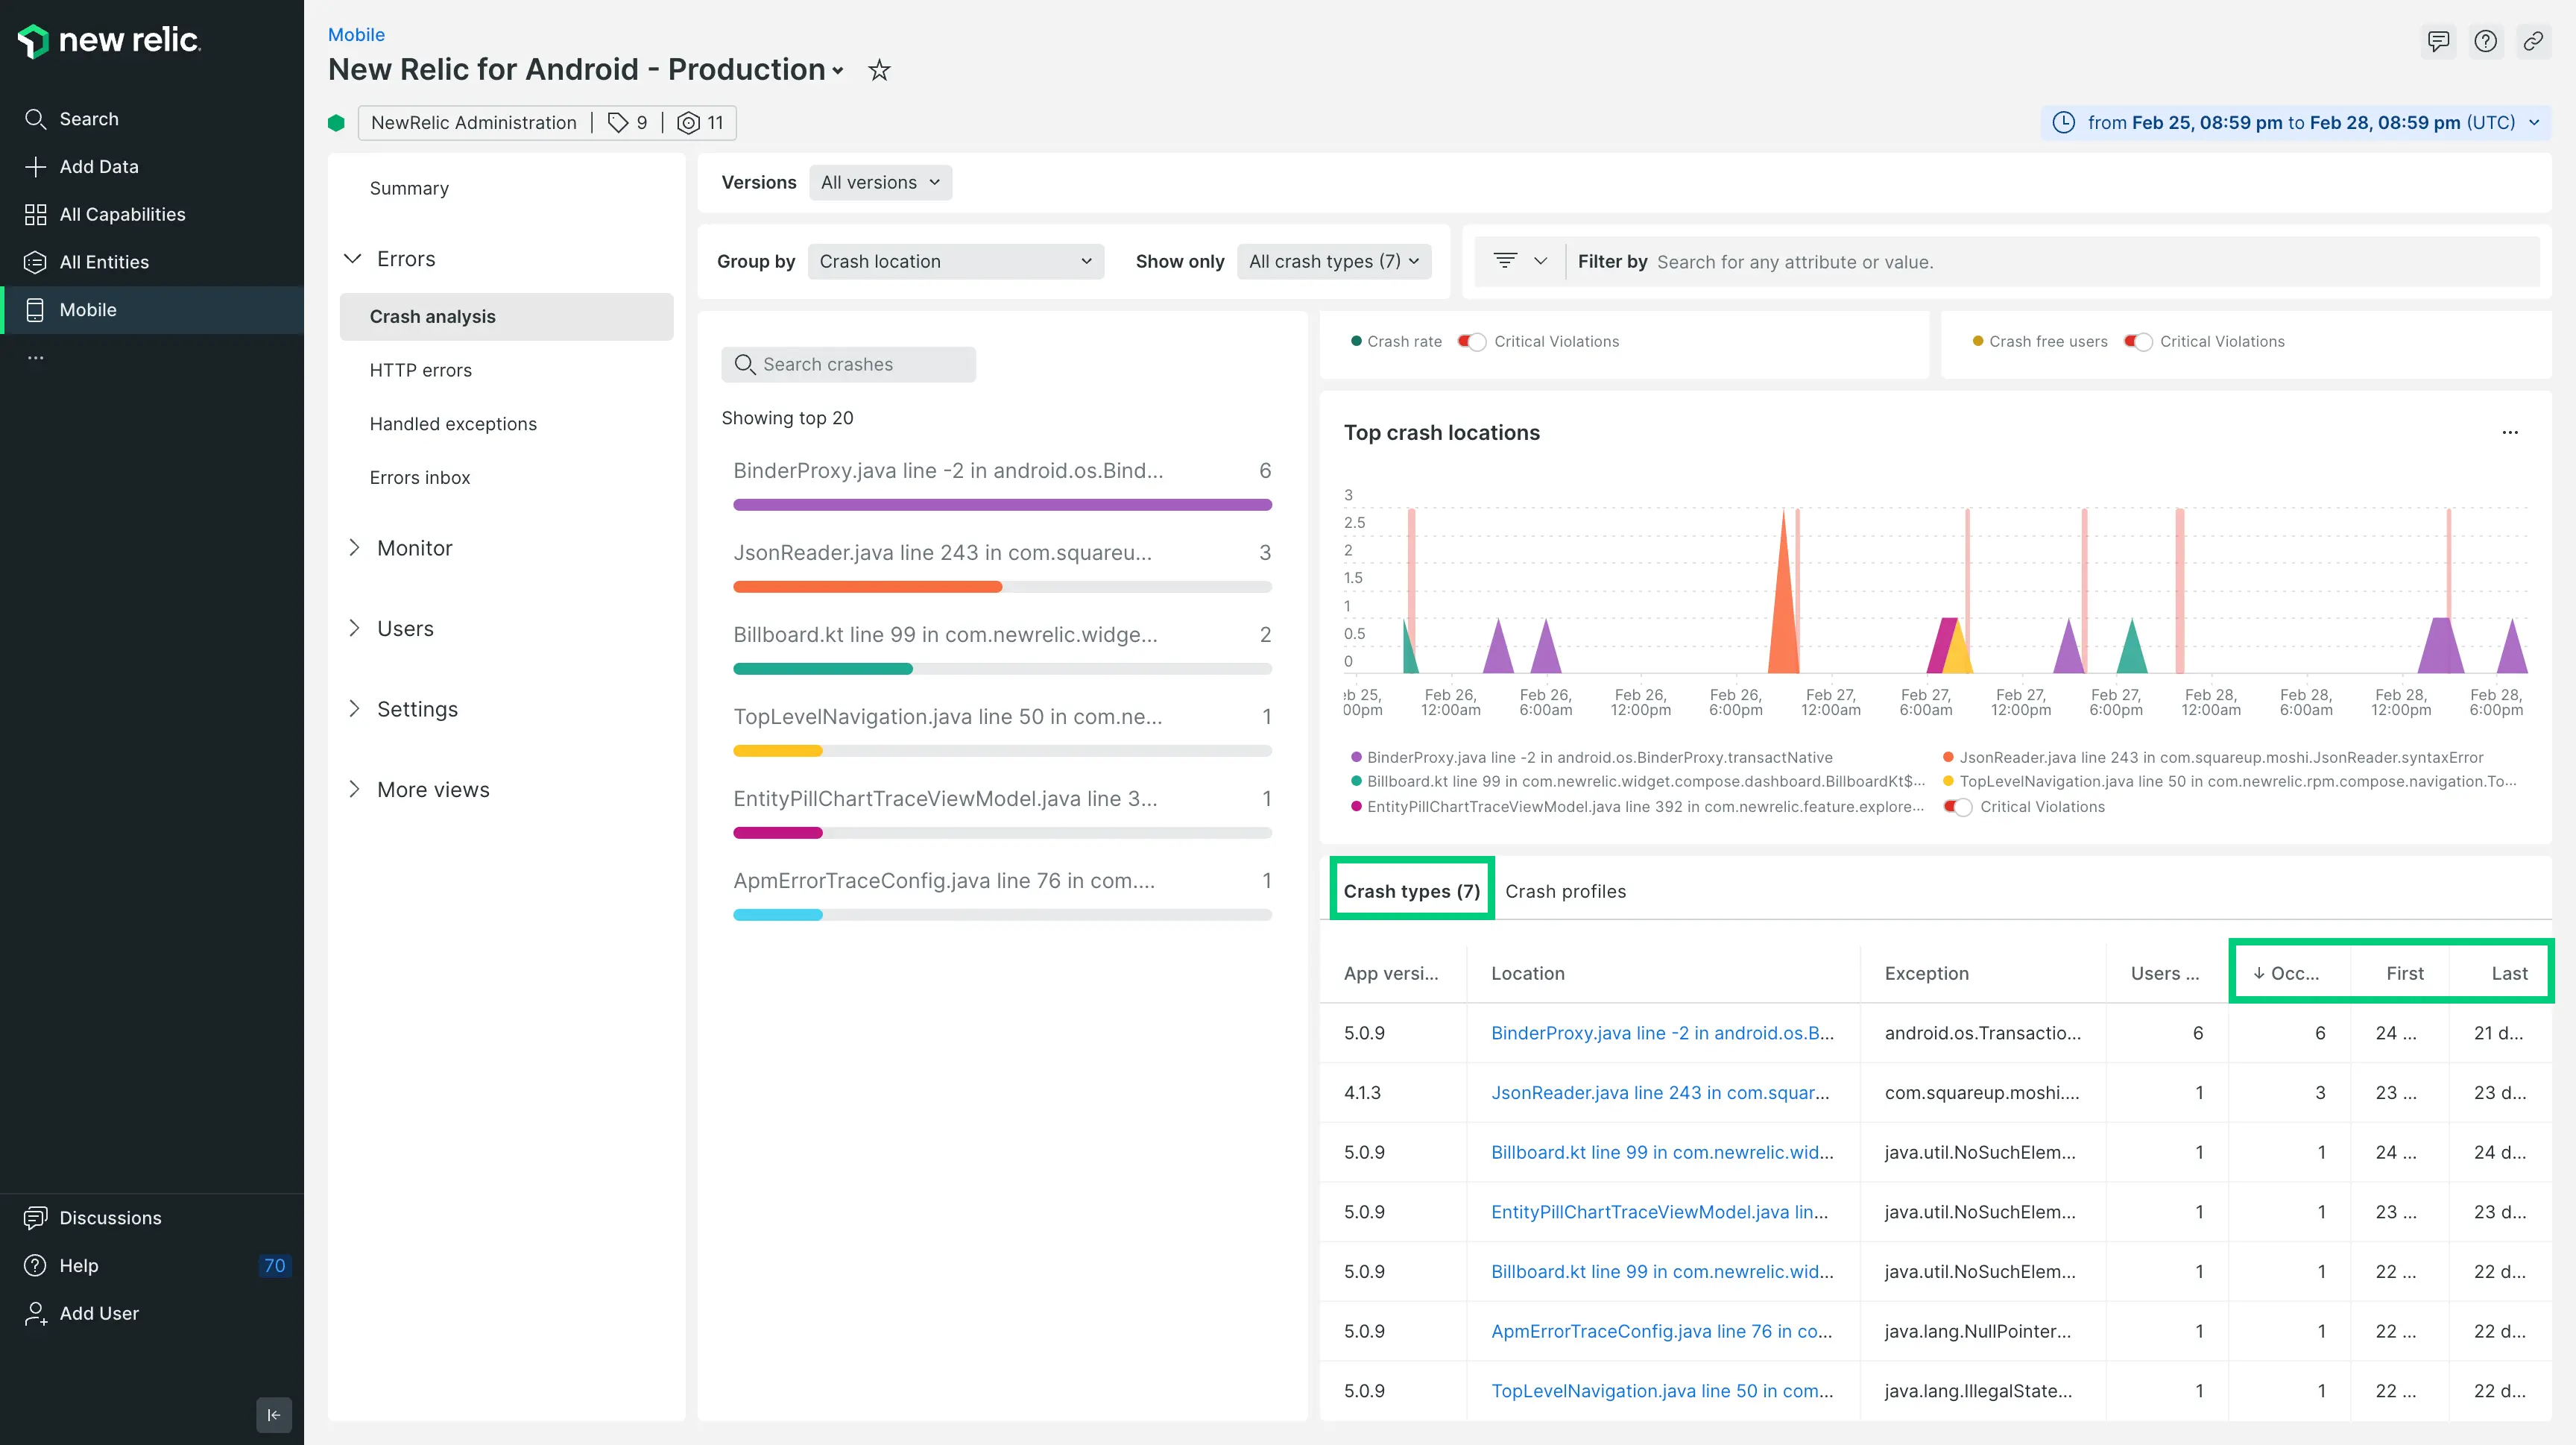 new relic.
Search
Add Data
All Capabilities
All Entities
Mobile
...
Discussions
Help 70
Add User
Mobile
New Relic for Android - Production
NewRelic Administration | 9 | 11
from Feb 25, 08:59 pm to Feb 28, 08:59 pm (UTC)
Summary
Errors
Crash analysis
HTTP errors
Handled exceptions
Errors inbox
Monitor
Users
Settings
More views
Versions All versions
Group by Crash location Show only All crash types (7)
Filter by Search for any attribute or value.
Search crashes
Showing top 20
BinderProxy.java line -2 in android.os.Bind... 6
JsonReader.java line 243 in com.squareu... 3
Billboard.kt line 99 in com.newrelic.widge... 2
TopLevelNavigation.java line 50 in com.ne... 1
EntityPillChartTraceViewModel.java line 3... 1
ApmErrorTraceConfig.java line 76 in com.... 1
Crash rate Critical Violations
Crash free users Critical Violations
Top crash locations ...
3
2.5
2
1.5
1
0.5
0
eb 25, Feb 26, Feb 26, Feb 26, Feb 26, Feb 27, Feb 27, Feb 27, Feb 27, Feb 28, Feb 28, Feb 28, Feb 28,
00pm 12:00am 6:00am 12:00pm 6:00pm 12:00am 6:00am 12:00pm 6:00pm 12:00am 6:00am 12:00pm 6:00pm
BinderProxy.java line -2 in android.os.BinderProxy.transactNative JsonReader.java line 243 in com.squareup.moshi.JsonReader.syntaxError
Billboard.kt line 99 in com.newrelic.widget.compose.dashboard.BillboardKt$... TopLevelNavigation.java line 50 in com.newrelic.rpm.compose.navigation.To...
EntityPillChartTraceViewModel.java line 392 in com.newrelic.feature.explore... Critical Violations
Crash types (7) Crash profiles
App versi... Location Exception Users ... ↓ Occ... First Last
5.0.9 BinderProxy.java line -2 in android.os.B... android.os.Transactio... 6 6 24 ... 21 d...
4.1.3 JsonReader.java line 243 in com.squar... com.squareup.moshi.... 1 3 23 ... 23 d...
5.0.9 Billboard.kt line 99 in com.newrelic.wid... java.util.NoSuchElem... 1 1 24 ... 24 d...
5.0.9 EntityPillChartTraceViewModel.java lin... java.util.NoSuchElem... 1 1 23 ... 23 d...
5.0.9 Billboard.kt line 99 in com.newrelic.wid... java.util.NoSuchElem... 1 1 22 ... 22 d...
5.0.9 ApmErrorTraceConfig.java line 76 in co... java.lang.NullPointer... 1 1 22 ... 22 d...
5.0.9 TopLevelNavigation.java line 50 in com... java.lang.IllegalState... 1 1 22 ... 22 d...